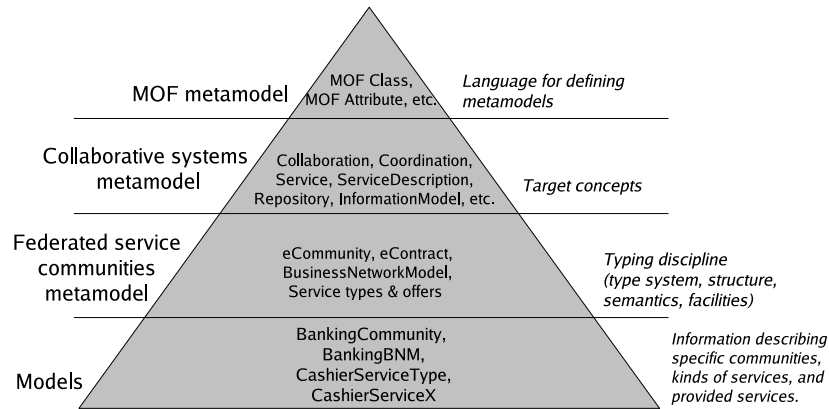 MOF metamodel
MOF Class,
MOF Attribute, etc.
Language for defining
metamodels
Collaborative systems
metamodel
Collaboration, Coordination,
Service, ServiceDescription,
Repository, InformationModel, etc.
Target concepts
Federated service
communities
metamodel
eCommunity, eContract,
BusinessNetworkModel,
Service types & offers
Typing discipline
(type system, structure,
semantics, facilities)
Models
BankingCommunity,
BankingBNM,
CashierServiceType,
CashierServiceX
Information describing
specific communities,
kinds of services, and
provided services.